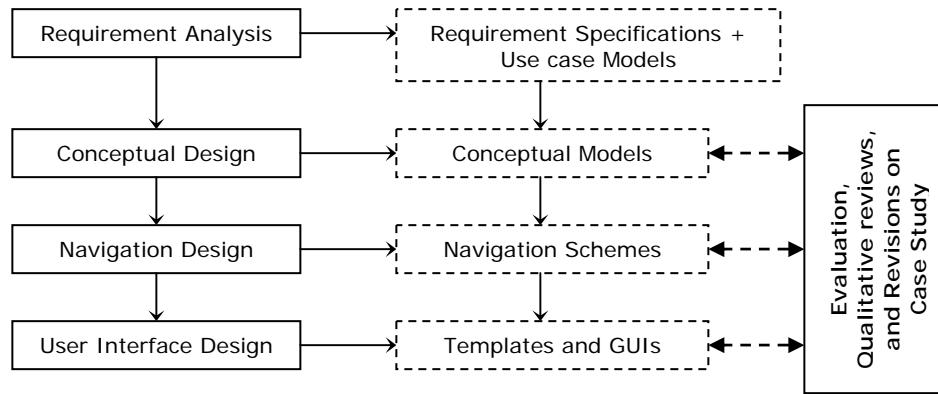 Requirement Analysis
Requirement Specifications +
Use case Models
Conceptual Design
Conceptual Models
Navigation Design
Navigation Schemes
User Interface Design
Templates and GUIs
Evaluation,
Qualitative reviews,
and Revisions on
Case Study